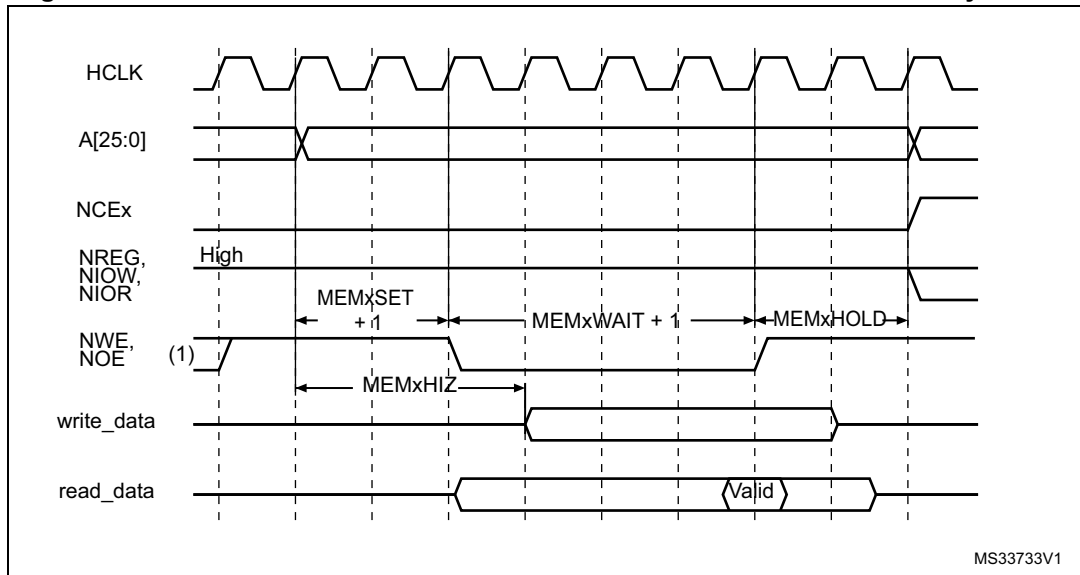 HCLK
A[25:0]
NCEx
NREG,
NIOW,
NIOR
High
MEMxSET
+ 1
MEMxWAIT + 1
MEMxHOLD
NWE,
NOE
(1)
MEMxHIZ
write_data
read_data
Valid
MS33733V1